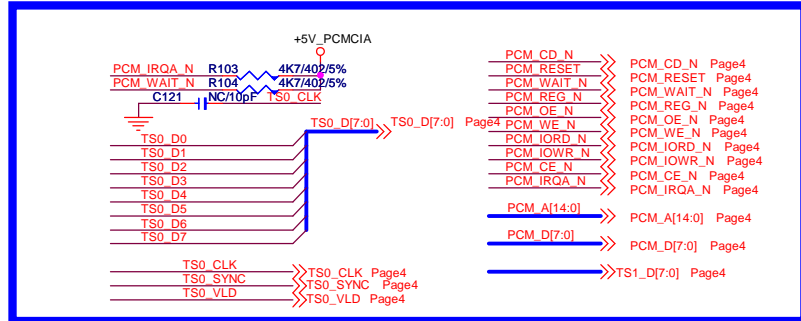 +5V_PCMCIA
PCM_IRQA_N R103 4K7/402/5%
PCM_WAIT_N R104 4K7/402/5%
C121 NC/10pF TS0_CLK
TS0_D[7:0] TS0_D[7:0] Page4
TS0_D0
TS0_D1
TS0_D2
TS0_D3
TS0_D4
TS0_D5
TS0_D6
TS0_D7
TS0_CLK TS0_CLK Page4
TS0_SYNC TS0_SYNC Page4
TS0_VLD TS0_VLD Page4
PCM_CD_N PCM_CD_N Page4
PCM_RESET PCM_RESET Page4
PCM_WAIT_N PCM_WAIT_N Page4
PCM_REG_N PCM_REG_N Page4
PCM_OE_N PCM_OE_N Page4
PCM_WE_N PCM_WE_N Page4
PCM_IORD_N PCM_IORD_N Page4
PCM_IOWR_N PCM_IOWR_N Page4
PCM_CE_N PCM_CE_N Page4
PCM_IRQA_N PCM_IRQA_N Page4
PCM_A[14:0] PCM_A[14:0] Page4
PCM_D[7:0] PCM_D[7:0] Page4
TS1_D[7:0] Page4